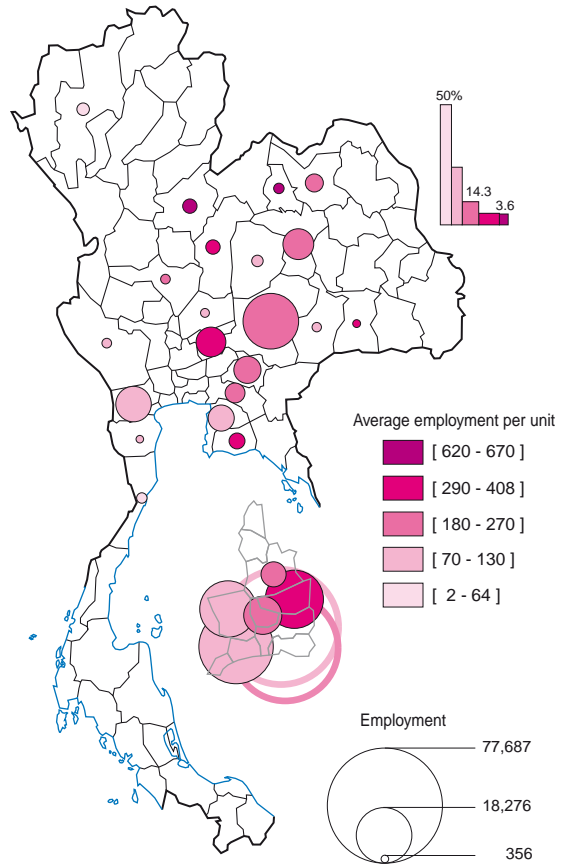 50%
14.3
3.6
Average employment per unit
[ 620 - 670 ]
[ 290 - 408 ]
[ 180 - 270 ]
[ 70 - 130 ]
[ 2 - 64 ]
Employment
77,687
18,276
356